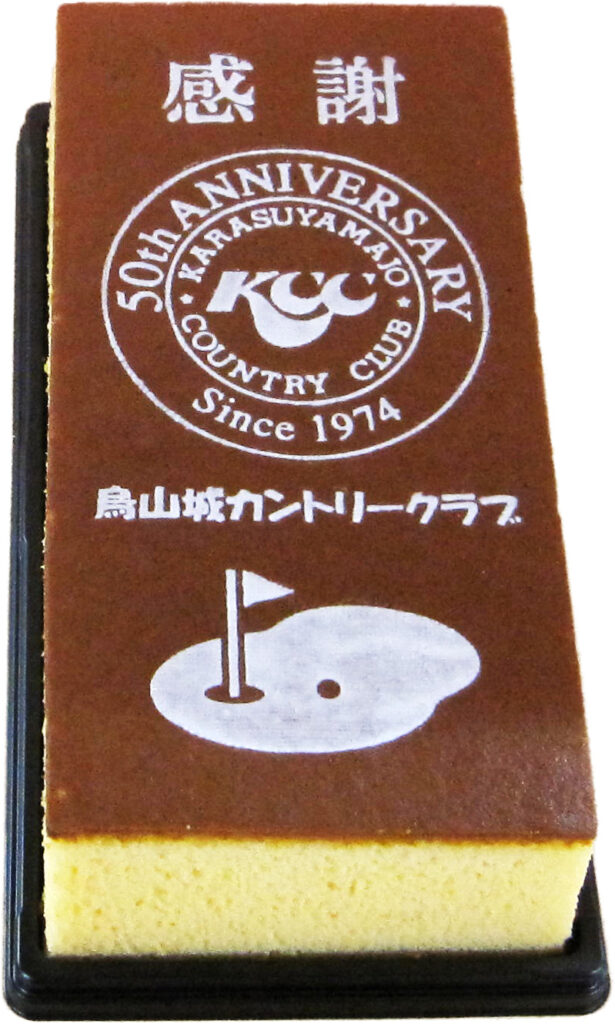 感謝
50th ANNIVERSARY
KARASUYAMAJO
KCC
COUNTRY CLUB
Since 1974
烏山城カントリークラブ